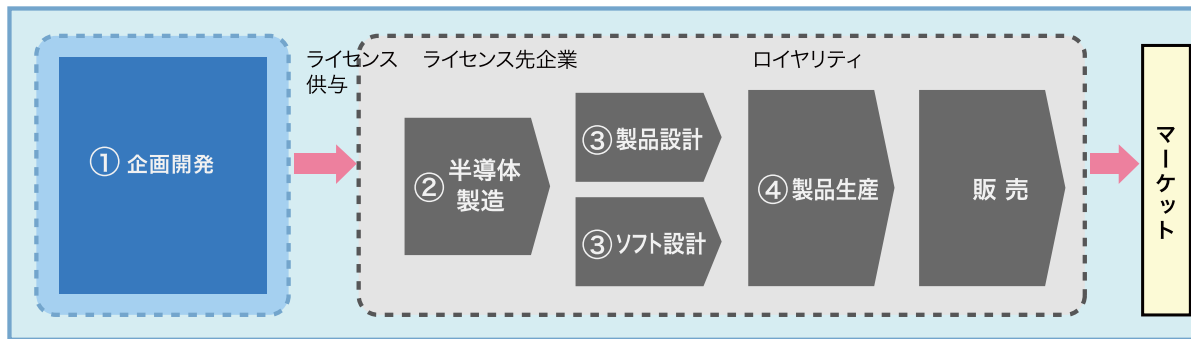 ライセンス
供与
ライセンス先企業
ロイヤリティ
①企画開発
②半導体
製造
③製品設計
③ソフト設計
④製品生産
販売
マーケット